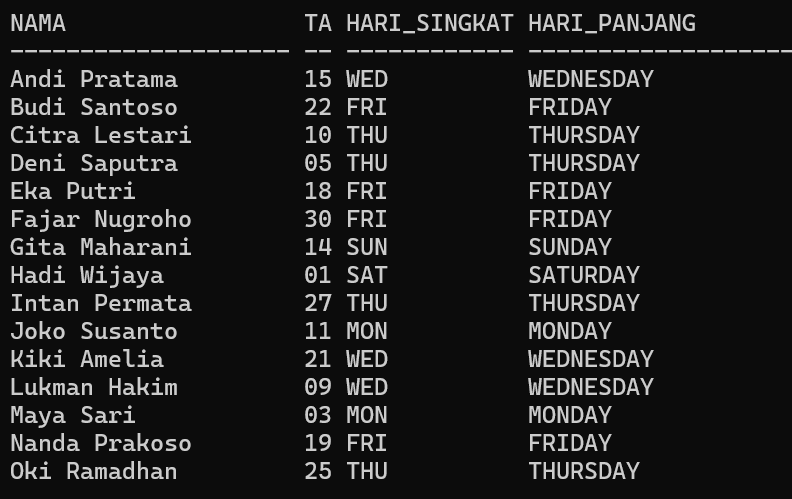 NAMA                 TA HARI_SINGKAT HARI_PANJANG
-------------------- -- ------------ -------------------
Andi Pratama         15 WED          WEDNESDAY
Budi Santoso         22 FRI          FRIDAY
Citra Lestari        10 THU          THURSDAY
Deni Saputra         05 THU          THURSDAY
Eka Putri            18 FRI          FRIDAY
Fajar Nugroho        30 FRI          FRIDAY
Gita Maharani        14 SUN          SUNDAY
Hadi Wijaya          01 SAT          SATURDAY
Intan Permata        27 THU          THURSDAY
Joko Susanto         11 MON          MONDAY
Kiki Amelia          21 WED          WEDNESDAY
Lukman Hakim         09 WED          WEDNESDAY
Maya Sari            03 MON          MONDAY
Nanda Prakoso        19 FRI          FRIDAY
Oki Ramadhan         25 THU          THURSDAY